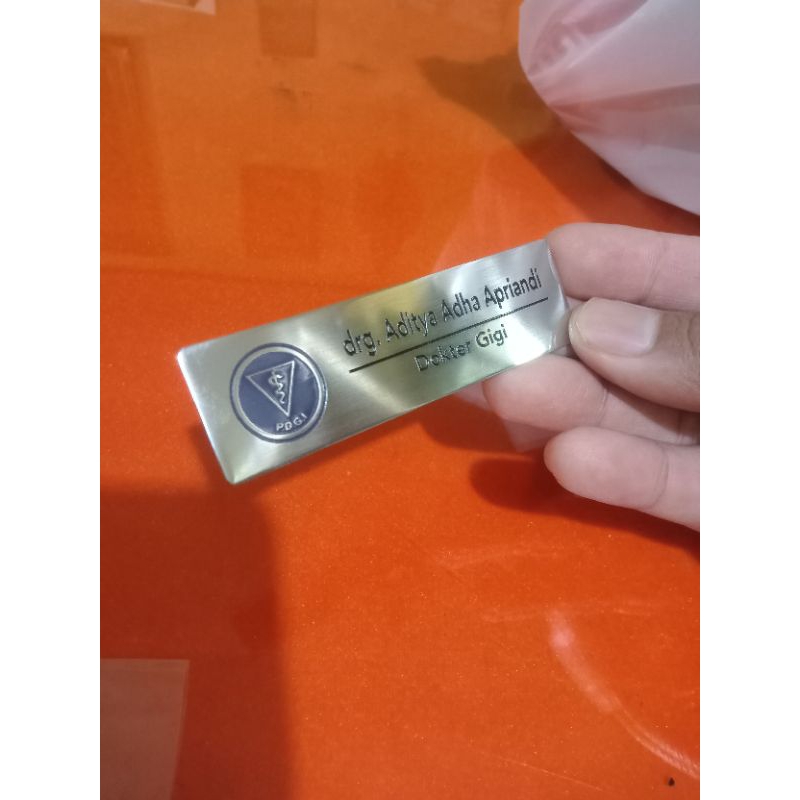 drg. Aditya Adha Apriandi
Dokter Gigi
PDGI